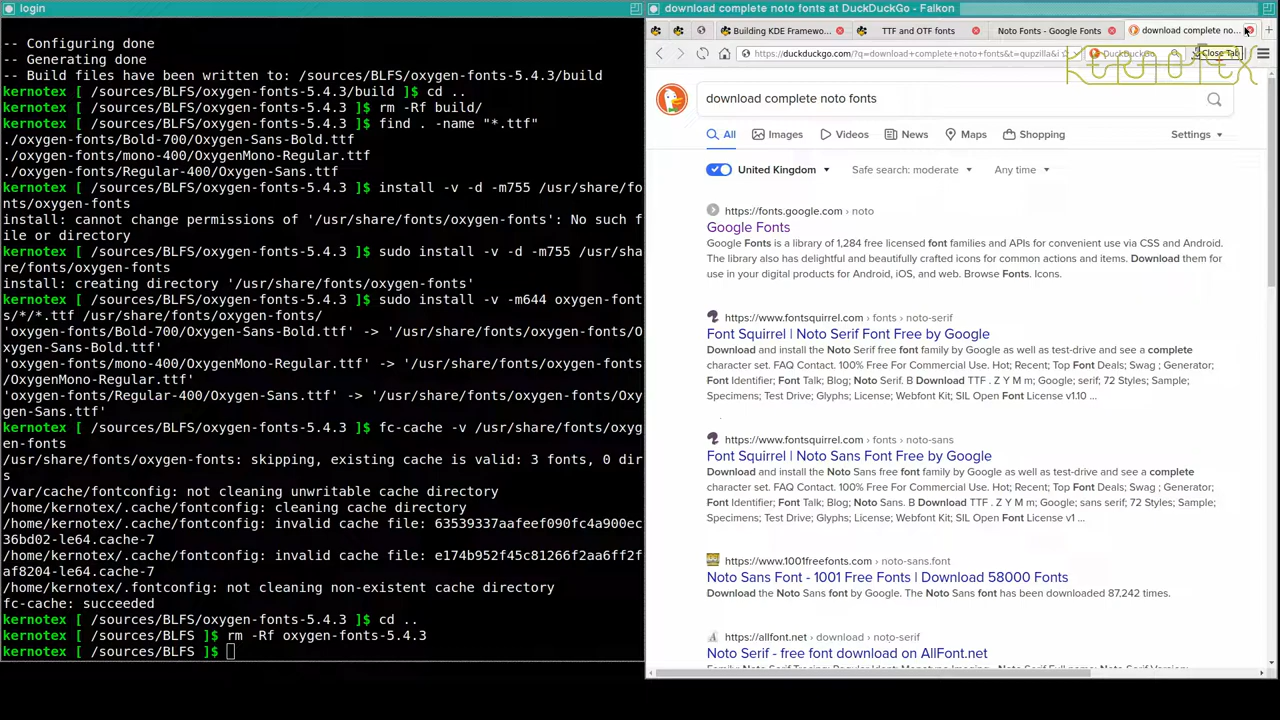 login
-- Configuring done
-- Generating done
-- Build files have been written to: /sources/BLFS/oxygen-fonts-5.4.3/build
kernotex [ /sources/BLFS/oxygen-fonts-5.4.3/build ]$ cd ..
kernotex [ /sources/BLFS/oxygen-fonts-5.4.3 ]$ rm -Rf build/
kernotex [ /sources/BLFS/oxygen-fonts-5.4.3 ]$ find . -name "*.ttf"
./oxygen-fonts/Bold-700/Oxygen-Sans-Bold.ttf
./oxygen-fonts/mono-400/OxygenMono-Regular.ttf
./oxygen-fonts/Regular-400/Oxygen-Sans.ttf
kernotex [ /sources/BLFS/oxygen-fonts-5.4.3 ]$ install -v -d -m755 /usr/share/fo
nts/oxygen-fonts
install: cannot change permissions of '/usr/share/fonts/oxygen-fonts': No such f
ile or directory
kernotex [ /sources/BLFS/oxygen-fonts-5.4.3 ]$ sudo install -v -d -m755 /usr/sha
re/fonts/oxygen-fonts
install: creating directory '/usr/share/fonts/oxygen-fonts'
kernotex [ /sources/BLFS/oxygen-fonts-5.4.3 ]$ sudo install -v -m644 oxygen-font
s/*/*.ttf /usr/share/fonts/oxygen-fonts/
'oxygen-fonts/Bold-700/Oxygen-Sans-Bold.ttf' -> '/usr/share/fonts/oxygen-fonts/O
xygen-Sans-Bold.ttf'
'oxygen-fonts/mono-400/OxygenMono-Regular.ttf' -> '/usr/share/fonts/oxygen-fonts
/OxygenMono-Regular.ttf'
'oxygen-fonts/Regular-400/Oxygen-Sans.ttf' -> '/usr/share/fonts/oxygen-fonts/Oxy
gen-Sans.ttf'
kernotex [ /sources/BLFS/oxygen-fonts-5.4.3 ]$ fc-cache -v /usr/share/fonts/oxyg
en-fonts
/usr/share/fonts/oxygen-fonts: skipping, existing cache is valid: 3 fonts, 0 dir
s
/var/cache/fontconfig: not cleaning unwritable cache directory
/home/kernotex/.cache/fontconfig: cleaning cache directory
/home/kernotex/.cache/fontconfig: invalid cache file: 63539337aafeef090fc4a900ec
36bd02-le64.cache-7
/home/kernotex/.cache/fontconfig: invalid cache file: e174b952f45c81266f2aa6ff2f
af8204-le64.cache-7
/home/kernotex/.fontconfig: not cleaning non-existent cache directory
fc-cache: succeeded
kernotex [ /sources/BLFS/oxygen-fonts-5.4.3 ]$ cd ..
kernotex [ /sources/BLFS ]$ rm -Rf oxygen-fonts-5.4.3
kernotex [ /sources/BLFS ]$
download complete noto fonts at DuckDuckGo - Falkon
Building KDE Framewor...
TTF and OTF fonts
Noto Fonts - Google Fonts
download complete no...
https://duckduckgo.com/?q=download+complete+noto+fonts&t=qupzilla&i
DuckDuckGo
Close Tab
KERNOTEX
download complete noto fonts
All Images Videos News Maps Shopping Settings
United Kingdom Safe search: moderate Any time
https://fonts.google.com › noto
Google Fonts
Google Fonts is a library of 1,284 free licensed font families and APIs for convenient use via CSS and Android.
The library also has delightful and beautifully crafted icons for common actions and items. Download them for
use in your digital products for Android, iOS, and web. Browse Fonts. Icons.
https://www.fontsquirrel.com › fonts › noto-serif
Font Squirrel | Noto Serif Font Free by Google
Download and install the Noto Serif free font family by Google as well as test-drive and see a complete
character set. FAQ Contact. 100% Free For Commercial Use. Hot; Recent; Top Font Deals; Swag ; Generator;
Font Identifier; Font Talk; Blog; Noto Serif. B Download TTF . Z Y M m; Google; serif; 72 Styles; Sample;
Specimens; Test Drive; Glyphs; License; Webfont Kit; SIL Open Font License v1.10 ...
https://www.fontsquirrel.com › fonts › noto-sans
Font Squirrel | Noto Sans Font Free by Google
Download and install the Noto Sans free font family by Google as well as test-drive and see a complete
character set. FAQ Contact. 100% Free For Commercial Use. Hot; Recent; Top Font Deals; Swag ; Generator;
Font Identifier; Font Talk; Blog; Noto Sans. B Download TTF . Z Y M m; Google; sans serif; 72 Styles; Sample;
Specimens; Test Drive; Glyphs; License; Webfont Kit; SIL Open Font License v1 ...
https://www.1001freefonts.com › noto-sans.font
Noto Sans Font - 1001 Free Fonts | Download 58000 Fonts
Download the Noto Sans font by Google. The Noto Sans font has been downloaded 87,242 times.
https://allfont.net › download › noto-serif
Noto Serif - free font download on AllFont.net